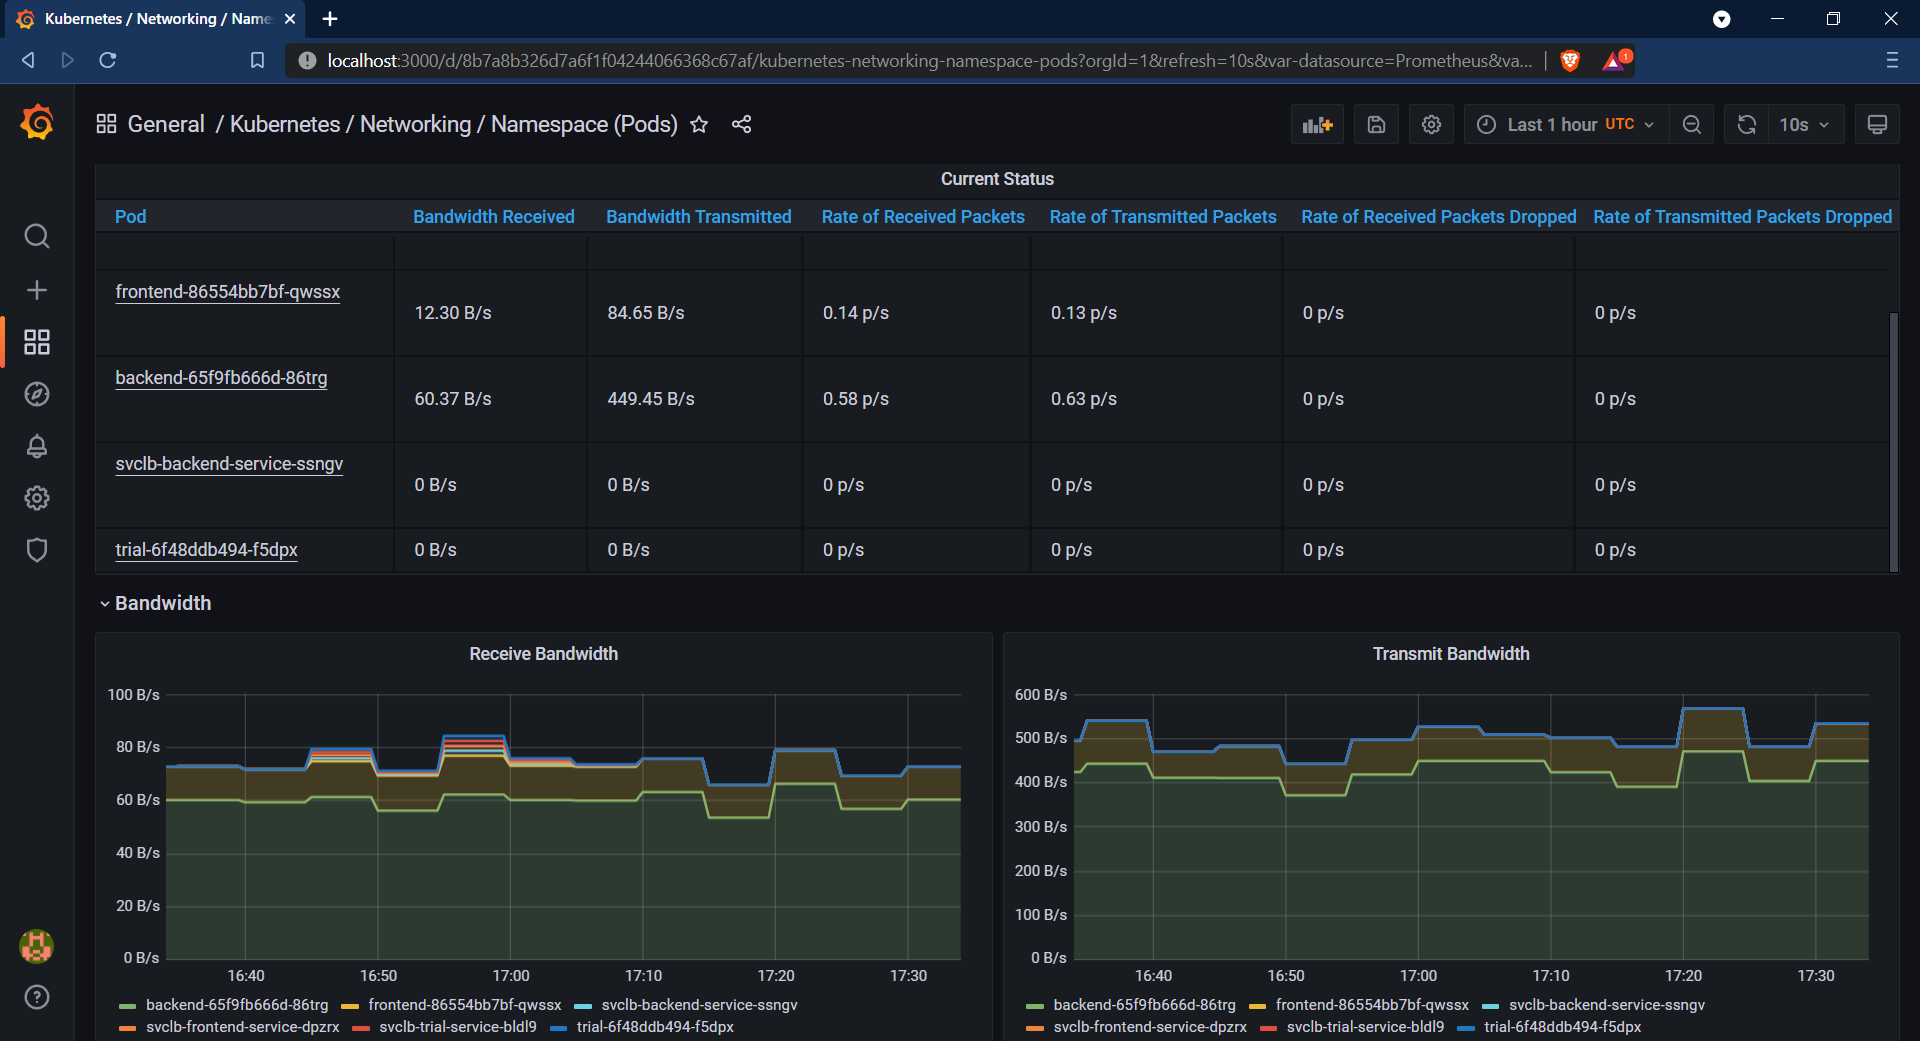 Kubernetes / Networking / Name
localhost:3000/d/8b7a8b326d7a6f1f04244066368c67af/kubernetes-networking-namespace-pods?orgId=1&refresh=10s&var-datasource=Prometheus&va...
1
General / Kubernetes / Networking / Namespace (Pods)
Last 1 hour UTC
10s
Current Status
Pod Bandwidth Received Bandwidth Transmitted Rate of Received Packets Rate of Transmitted Packets Rate of Received Packets Dropped Rate of Transmitted Packets Dropped
frontend-86554bb7bf-qwssx 12.30 B/s 84.65 B/s 0.14 p/s 0.13 p/s 0 p/s 0 p/s
backend-65f9fb666d-86trg 60.37 B/s 449.45 B/s 0.58 p/s 0.63 p/s 0 p/s 0 p/s
svclb-backend-service-ssngv 0 B/s 0 B/s 0 p/s 0 p/s 0 p/s 0 p/s
trial-6f48ddb494-f5dpx 0 B/s 0 B/s 0 p/s 0 p/s 0 p/s 0 p/s
Bandwidth
Receive Bandwidth
100 B/s
80 B/s
60 B/s
40 B/s
20 B/s
0 B/s
16:40 16:50 17:00 17:10 17:20 17:30
backend-65f9fb666d-86trg frontend-86554bb7bf-qwssx svclb-backend-service-ssngv
svclb-frontend-service-dpzrx svclb-trial-service-bldl9 trial-6f48ddb494-f5dpx
Transmit Bandwidth
600 B/s
500 B/s
400 B/s
300 B/s
200 B/s
100 B/s
0 B/s
16:40 16:50 17:00 17:10 17:20 17:30
backend-65f9fb666d-86trg frontend-86554bb7bf-qwssx svclb-backend-service-ssngv
svclb-frontend-service-dpzrx svclb-trial-service-bldl9 trial-6f48ddb494-f5dpx